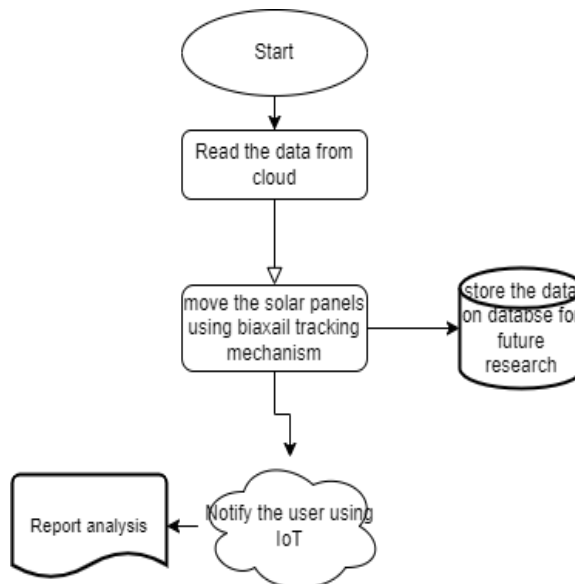 Start
Read the data from
cloud
move the solar panels
using biaxail tracking
mechanism
store the data
on databse for
future
research
Notify the user using
IoT
Report analysis